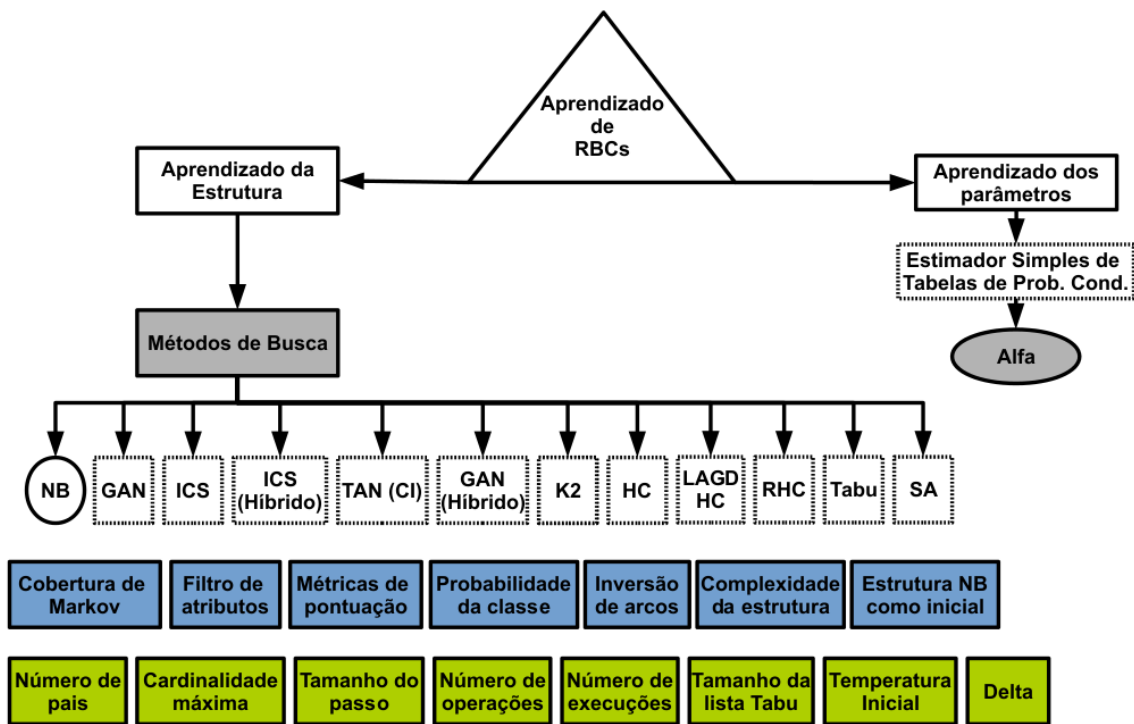 Aprendizado
de
RBCs
Aprendizado da
Estrutura
Aprendizado dos
parâmetros
Estimador Simples de
Tabelas de Prob. Cond.
Métodos de Busca
Alfa
NB
GAN
ICS
ICS
(Híbrido)
TAN (CI)
GAN
(Híbrido)
K2
HC
LAGD
HC
RHC
Tabu
SA
Cobertura de
Markov
Filtro de
atributos
Métricas de
pontuação
Probabilidade
da classe
Inversão
de arcos
Complexidade
da estrutura
Estrutura NB
como inicial
Número de
pais
Cardinalidade
máxima
Tamanho do
passo
Número de
operações
Número de
execuções
Tamanho da
lista Tabu
Temperatura
Inicial
Delta